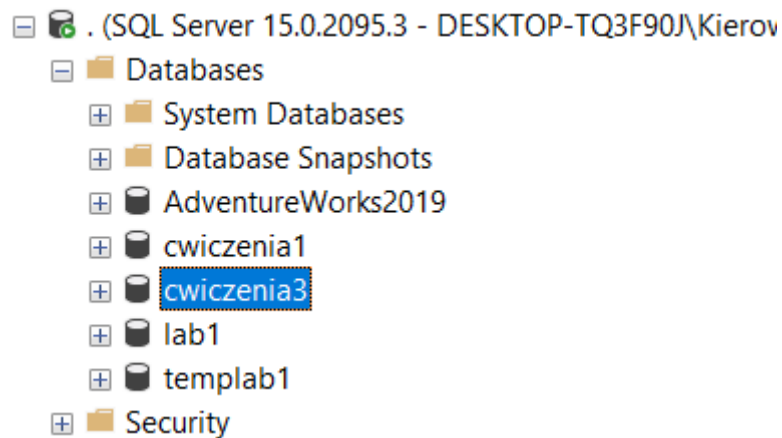 . (SQL Server 15.0.2095.3 - DESKTOP-TQ3F90J\Kierow
Databases
System Databases
Database Snapshots
AdventureWorks2019
cwiczenia1
cwiczenia3
lab1
templab1
Security